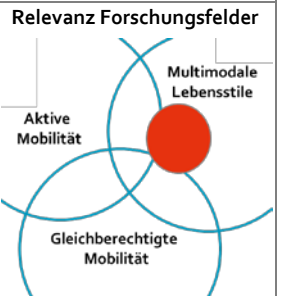 Relevanz Forschungsfelder
Multimodale
Lebensstile
Aktive
Mobilität
Gleichberechtigte
Mobilität